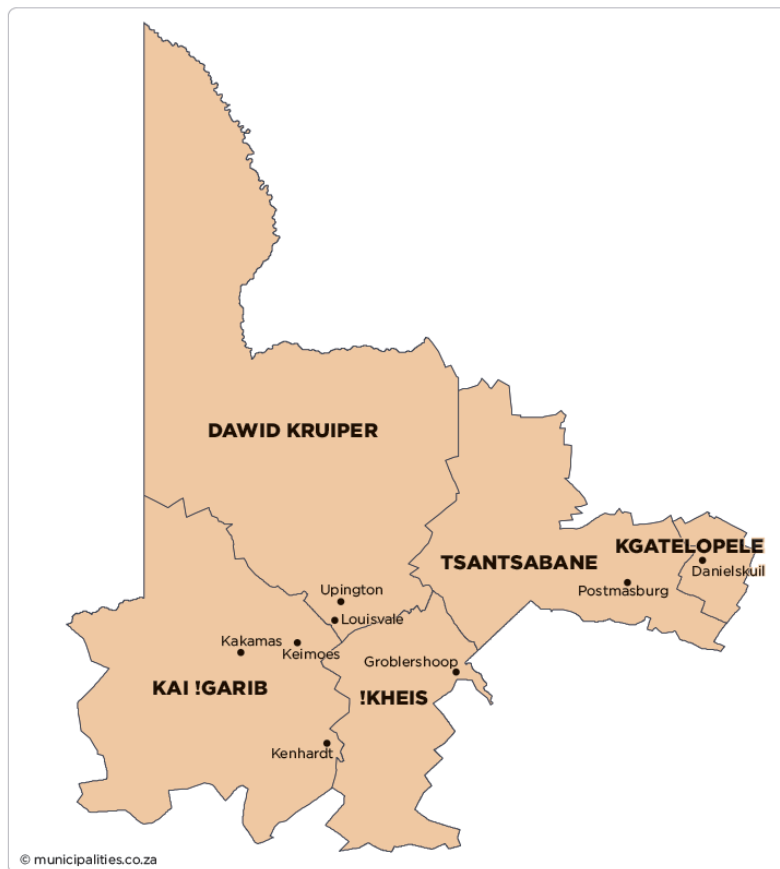 DAWID KRUIPER
KGATELOPELE
TSANTSABANE
Danielskuil
Upington
Postmasburg
Louisvale
Kakamas
Keimoes
Groblershoop
KAI !GARIB
!KHEIS
Kenhardt
© municipalities.co.za